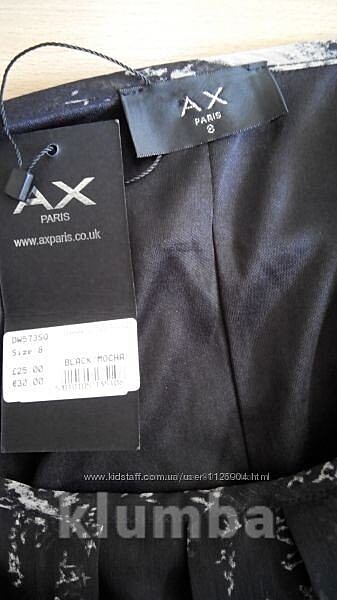 AX
PARIS
8
AX
PARIS
www.axparis.co.uk
DW5735Q
Size 8
£25.00
€30.00
BLACK/MOCHA
www.kidstaff.com.ua/user-1125904.html
klumba